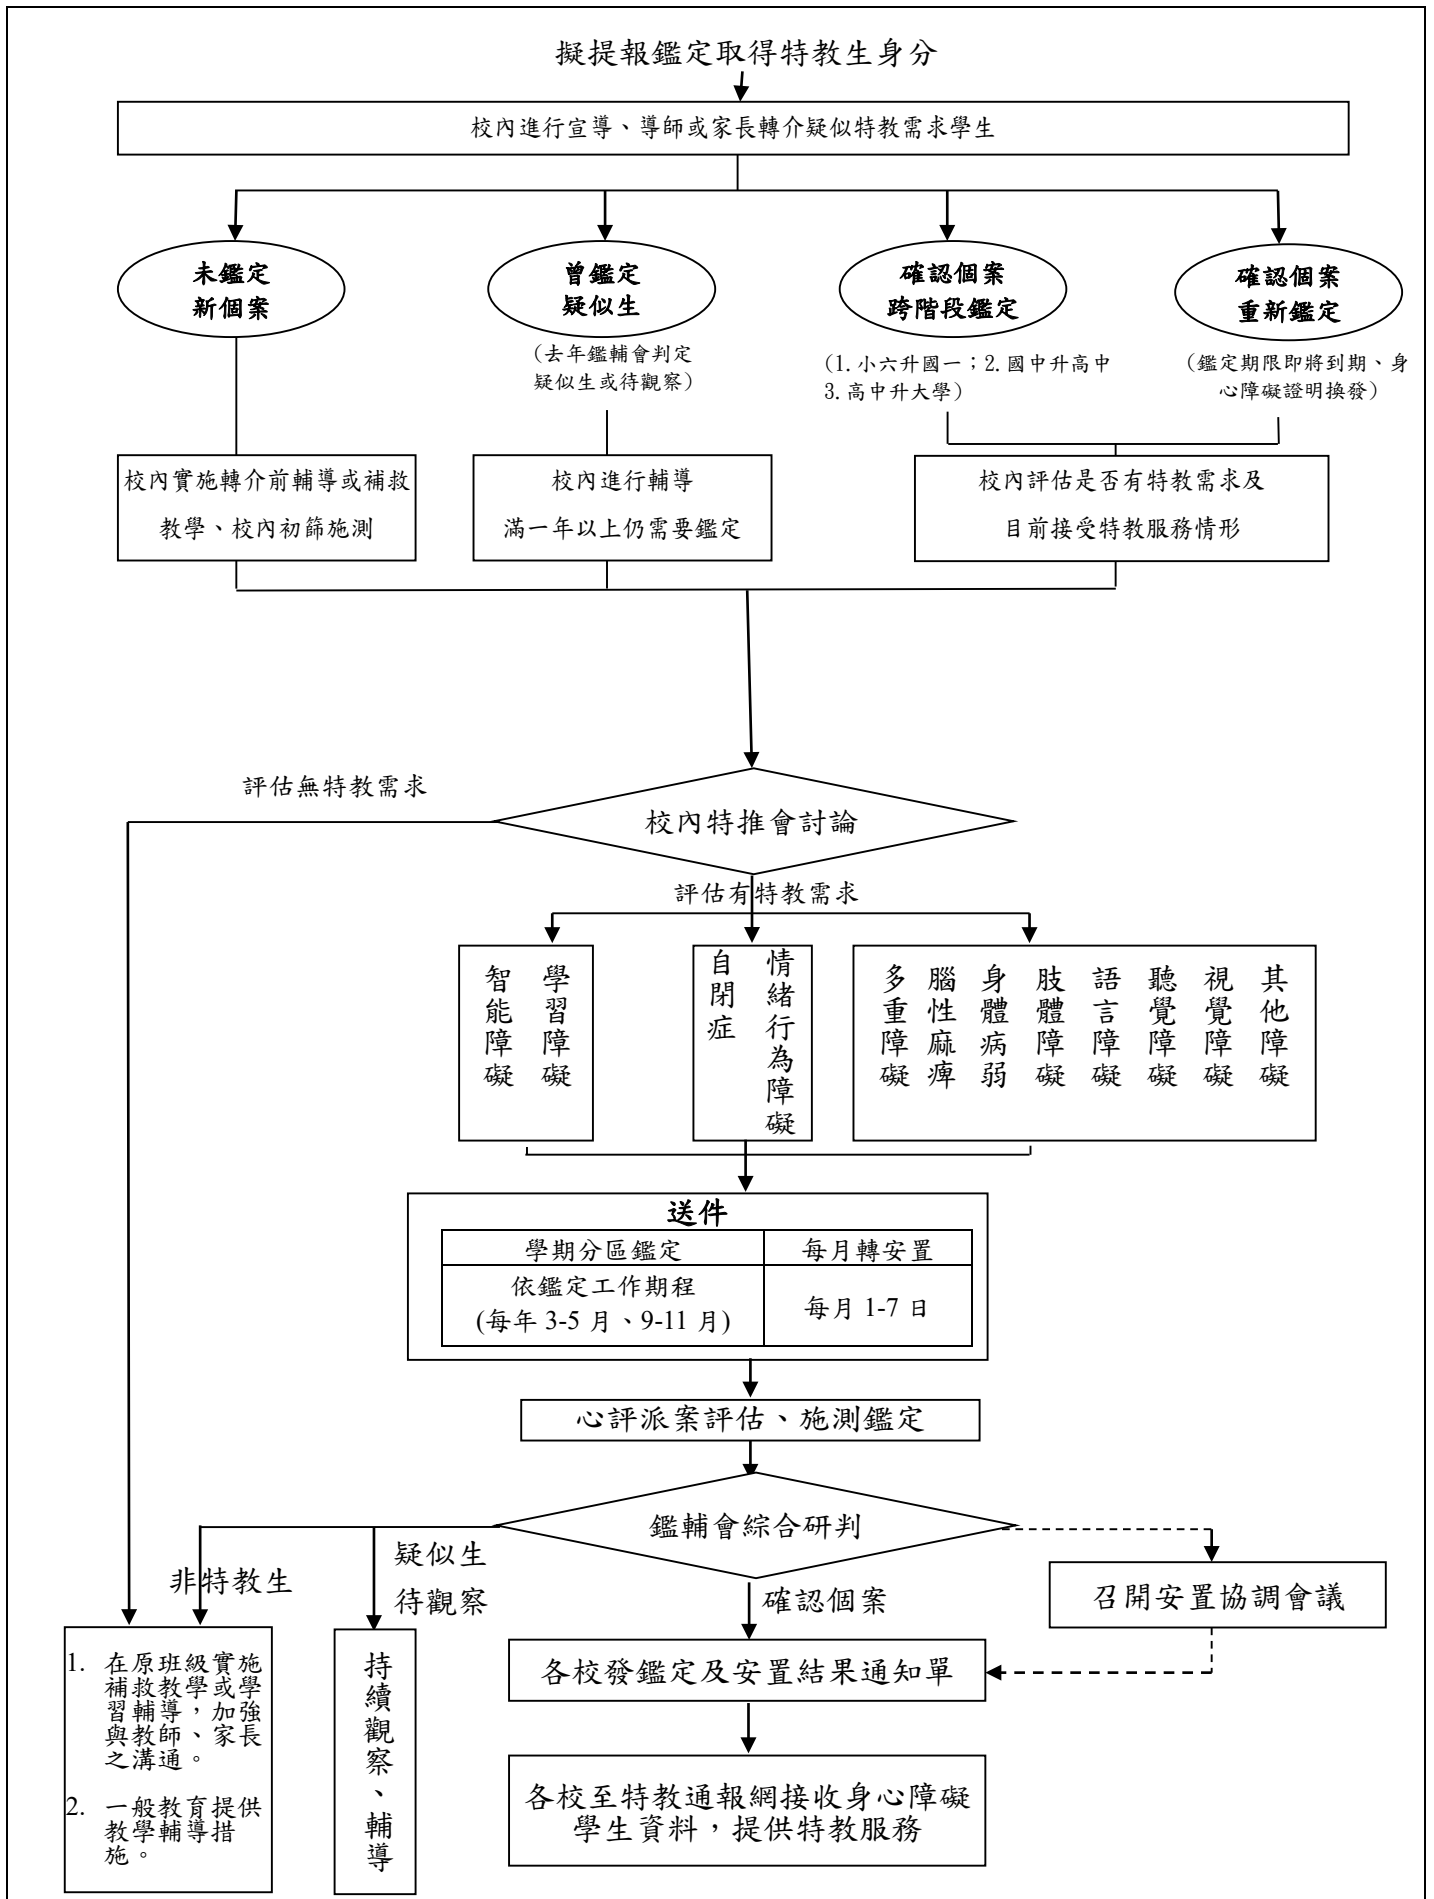 擬提報鑑定取得特教生身分
校內進行宣導、導師或家長轉介疑似特教需求學生
未鑑定
新個案
曾鑑定
疑似生
(去年鑑輔會判定
疑似生或待觀察)
確認個案
跨階段鑑定
(1.小六升國一；2.國中升高中
3.高中升大學)
確認個案
重新鑑定
(鑑定期限即將到期、身
心障礙證明換發)
校內實施轉介前輔導或補救
教學、校內初篩施測
校內進行輔導
滿一年以上仍需要鑑定
校內評估是否有特教需求及
目前接受特教服務情形
評估無特教需求
校內特推會討論
評估有特教需求
智能障礙
學習障礙
自閉症
情緒行為障礙
多重障礙
腦性麻痺
身體病弱
肢體障礙
語言障礙
聽覺障礙
視覺障礙
其他障礙
送件
學期分區鑑定
每月轉安置
依鑑定工作期程
(每年 3-5 月、9-11 月)
每月 1-7 日
心評派案評估、施測鑑定
鑑輔會綜合研判
非特教生
疑似生
待觀察
確認個案
召開安置協調會議
1. 在原班級實施
補救教學或學
習輔導，加強
與教師、家長
之溝通。
2. 一般教育提供
教學輔導措
施。
持續觀察、輔導
各校發鑑定及安置結果通知單
各校至特教通報網接收身心障礙
學生資料，提供特教服務